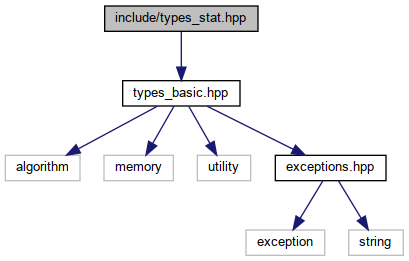 include/types_stat.hpp
types_basic.hpp
algorithm
memory
utility
exceptions.hpp
exception
string